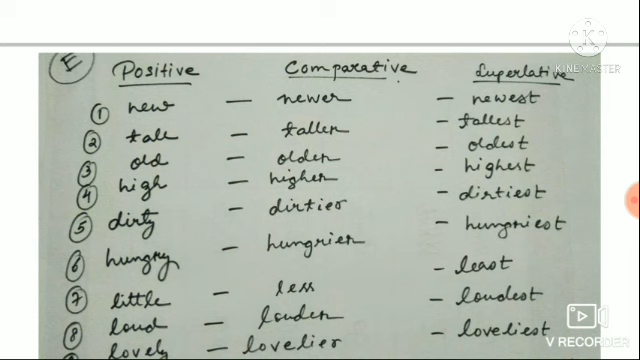 E
Positive Comparative Superlative
① new — newer — newest
② tall — taller — tallest
③ old — older — oldest
④ high — higher — highest
⑤ dirty — dirtier — dirtiest
⑥ hungry — hungrier — hungriest
⑦ little — less — least
⑧ loud — louder — loudest
lovely — lovelier — loveliest
KINEMASTER
V RECORDER